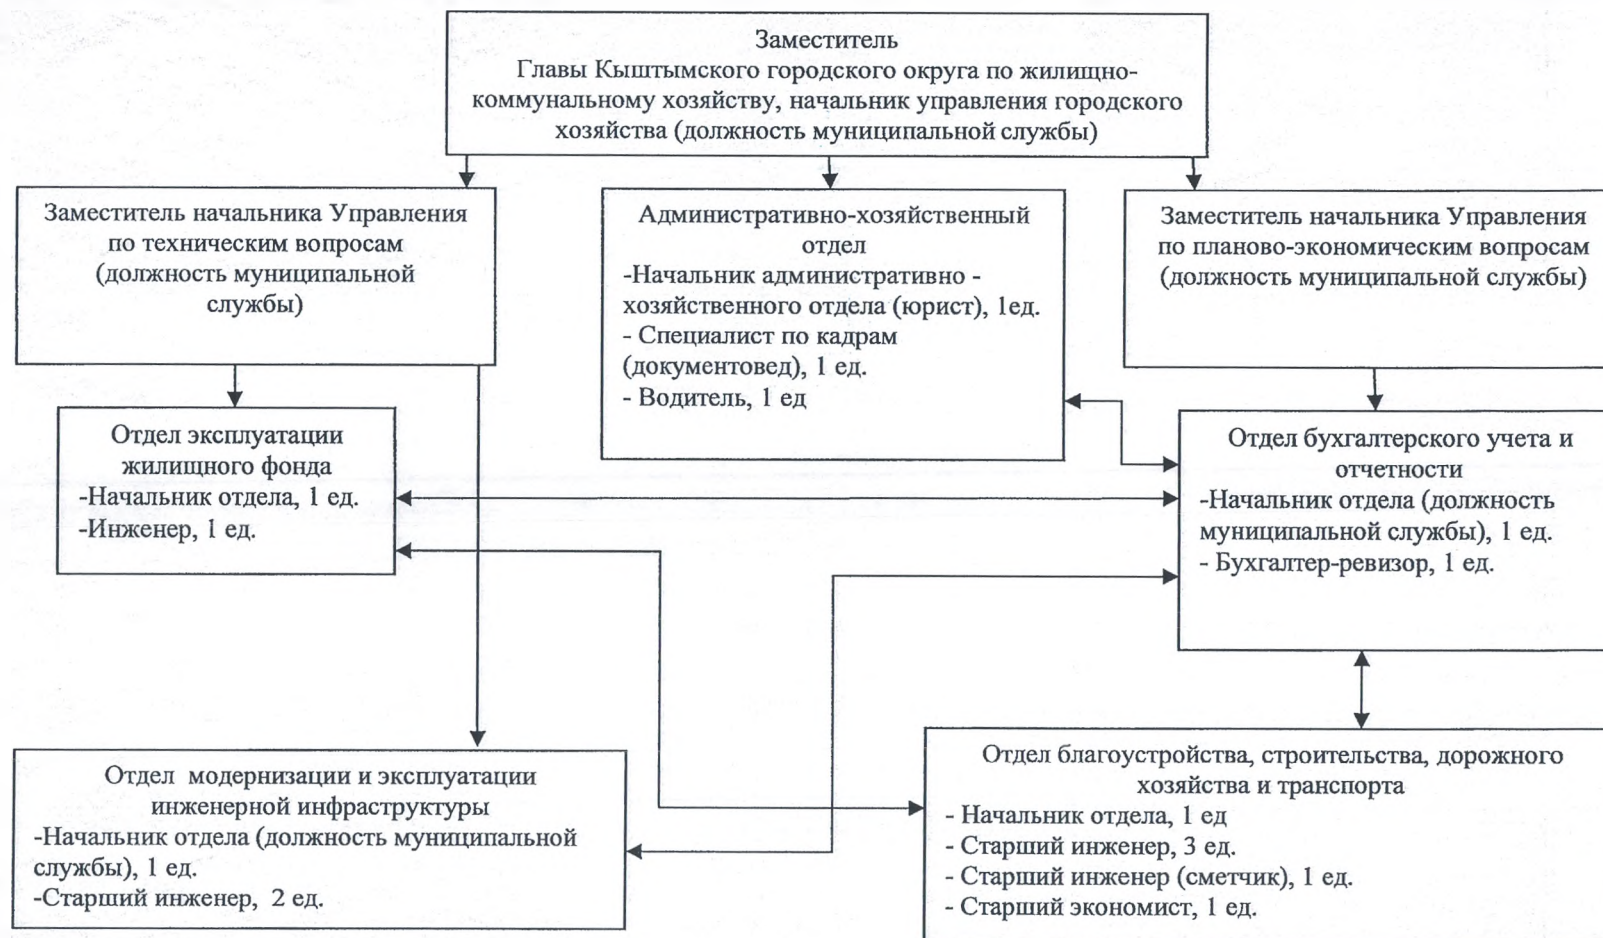 Заместитель
Главы Кыштымского городского округа по жилищно-
коммунальному хозяйству, начальник управления городского
хозяйства (должность муниципальной службы)
Заместитель начальника Управления
по техническим вопросам
(должность муниципальной
службы)
Административно-хозяйственный
отдел
-Начальник административно -
хозяйственного отдела (юрист), 1ед.
- Специалист по кадрам
(документовед), 1 ед.
- Водитель, 1 ед
Заместитель начальника Управления
по планово-экономическим вопросам
(должность муниципальной службы)
Отдел эксплуатации
жилищного фонда
-Начальник отдела, 1 ед.
-Инженер, 1 ед.
Отдел бухгалтерского учета и
отчетности
-Начальник отдела (должность
муниципальной службы), 1 ед.
- Бухгалтер-ревизор, 1 ед.
Отдел модернизации и эксплуатации
инженерной инфраструктуры
-Начальник отдела (должность муниципальной
службы), 1 ед.
-Старший инженер, 2 ед.
Отдел благоустройства, строительства, дорожного
хозяйства и транспорта
- Начальник отдела, 1 ед
- Старший инженер, 3 ед.
- Старший инженер (сметчик), 1 ед.
- Старший экономист, 1 ед.